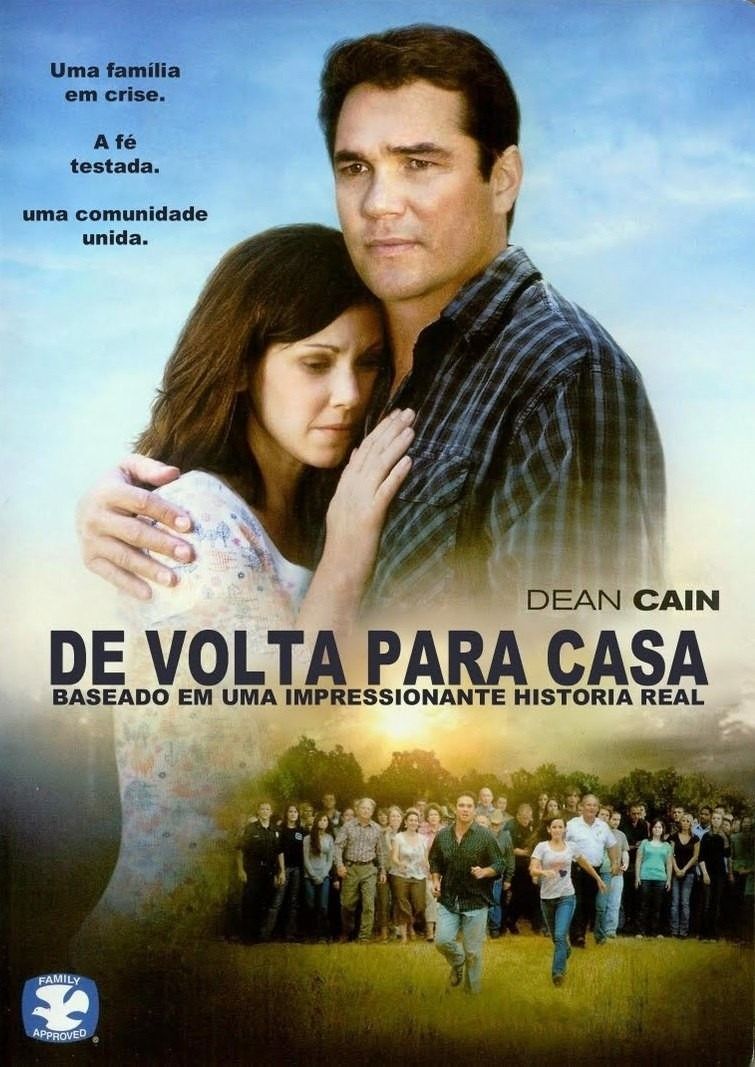 Uma família
em crise.
A fé
testada.
uma comunidade
unida.
DEAN CAIN
DE VOLTA PARA CASA
BASEADO EM UMA IMPRESSIONANTE HISTORIA REAL
FAMILY
APPROVED
®